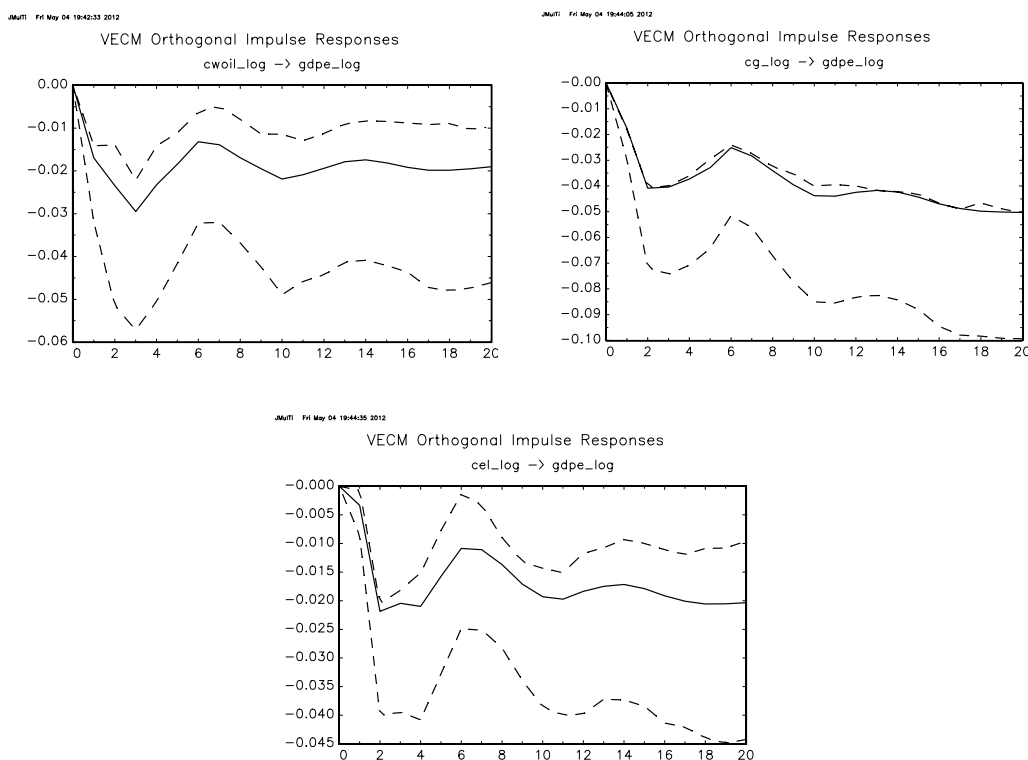 JMulTi Fri May 04 19:42:33 2012
VECM Orthogonal Impulse Responses
cwoil_log -> gdpe_log
0.00
-0.01
-0.02
-0.03
-0.04
-0.05
-0.06
0 2 4 6 8 10 12 14 16 18 20
JMulTi Fri May 04 19:44:05 2012
VECM Orthogonal Impulse Responses
cg_log -> gdpe_log
-0.00
-0.01
-0.02
-0.03
-0.04
-0.05
-0.06
-0.07
-0.08
-0.09
-0.10
0 2 4 6 8 10 12 14 16 18 20
JMulTi Fri May 04 19:44:35 2012
VECM Orthogonal Impulse Responses
cel_log -> gdpe_log
-0.000
-0.005
-0.010
-0.015
-0.020
-0.025
-0.030
-0.035
-0.040
-0.045
0 2 4 6 8 10 12 14 16 18 20